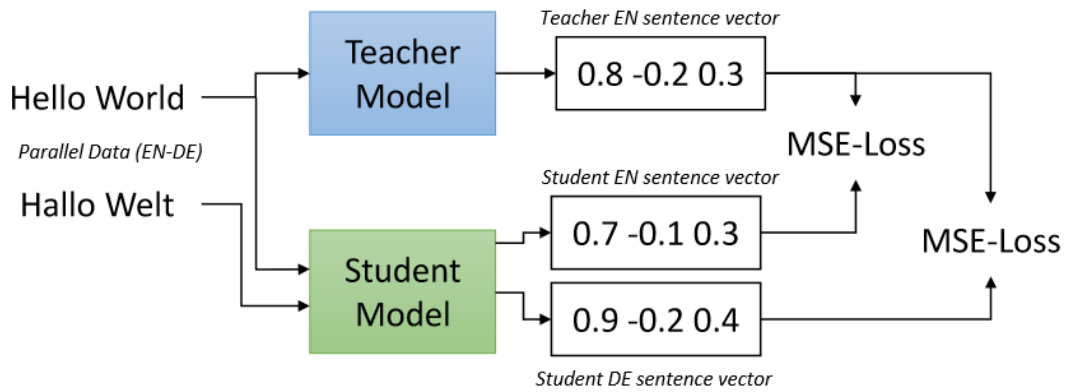 Teacher EN sentence vector
Teacher
Model
0.8 -0.2 0.3
Hello World
Parallel Data (EN-DE)
Hallo Welt
MSE-Loss
Student EN sentence vector
Student
Model
0.7 -0.1 0.3
MSE-Loss
0.9 -0.2 0.4
Student DE sentence vector